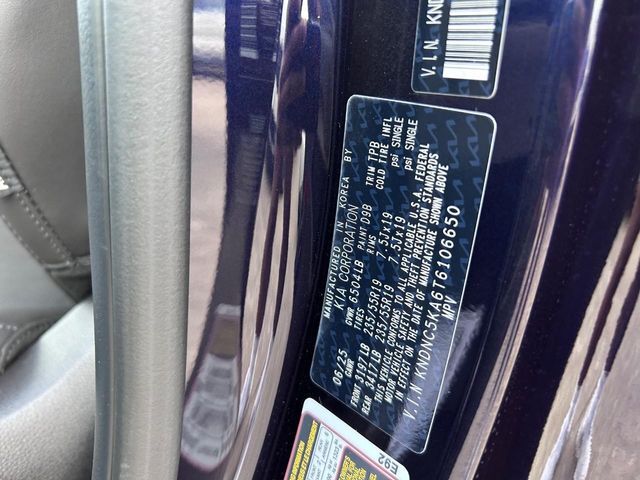 V.I.N. KND
MANUFACTURED IN KOREA BY
KIA CORPORATION
06/25 GVWR 6504LB PAINT D9B TRIM TPB
GAWR TIRES RIMS COLD TIRE INFL
FRONT 3197LB 235/55R19 7.5Jx19 psi SINGLE
REAR 3417LB 235/55R19 7.5Jx19 psi SINGLE
THIS VEHICLE CONFORMS TO ALL APPLICABLE U.S.A. FEDERAL
MOTOR VEHICLE SAFETY AND THEFT PREVENTION STANDARDS
IN EFFECT ON THE DATE OF MANUFACTURE SHOWN ABOVE
V.I.N KNDNC5KA6T6106650
MPV
E92